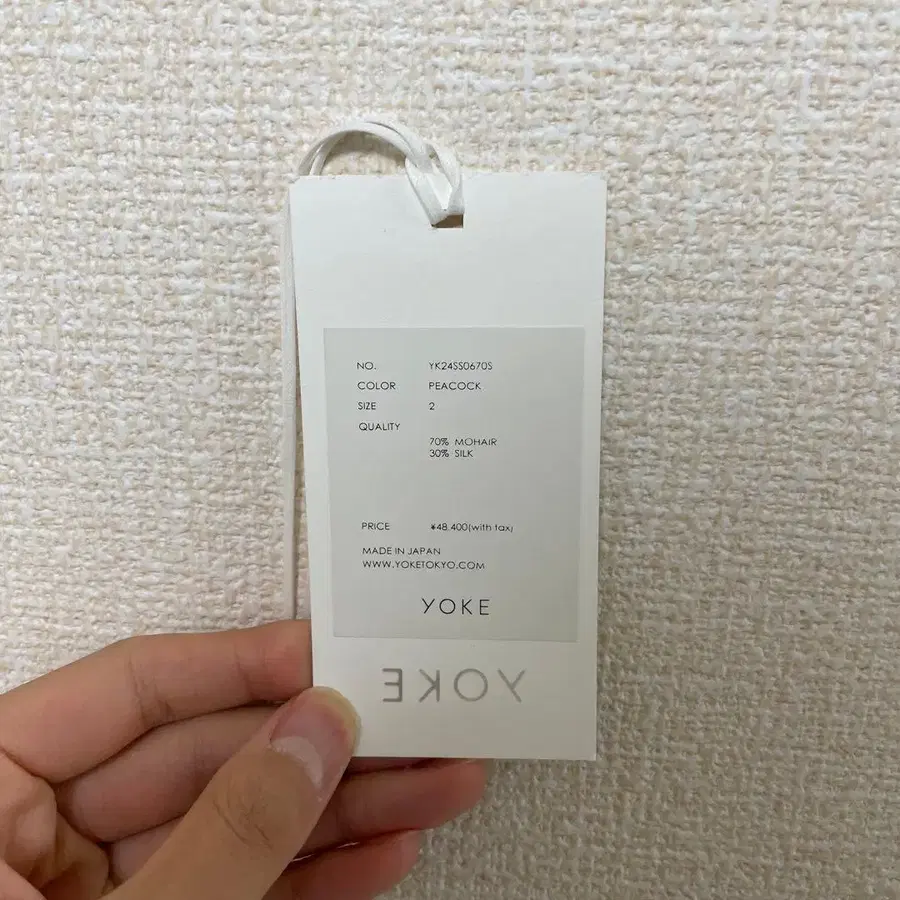 NO. YK24SS0670S
COLOR PEACOCK
SIZE 2
QUALITY
70% MOHAIR
30% SILK
PRICE ¥48,400(with tax)
MADE IN JAPAN
WWW.YOKETOKYO.COM
YOKE
YOKE